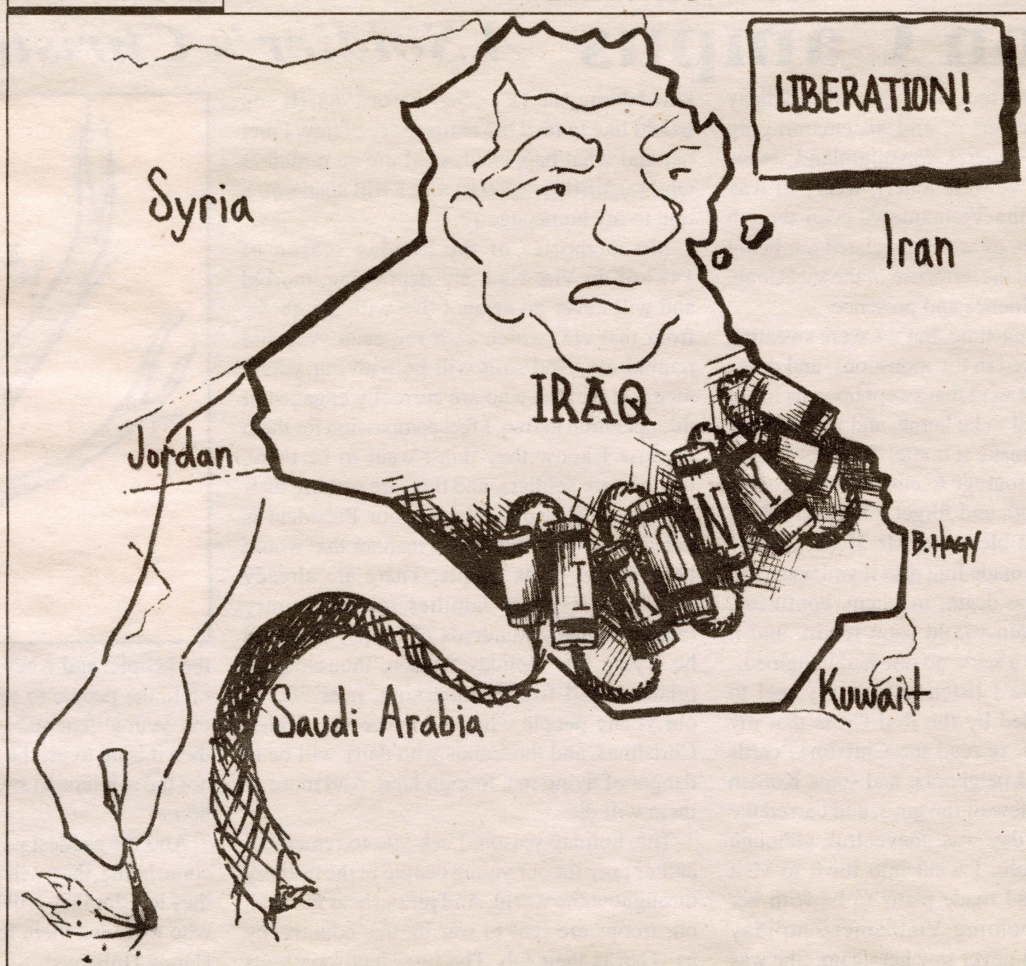 LIBERATION!
Syria
Iran
IRAQ
Jordan
IRONY
B. HAGY
Saudi Arabia
Kuwait